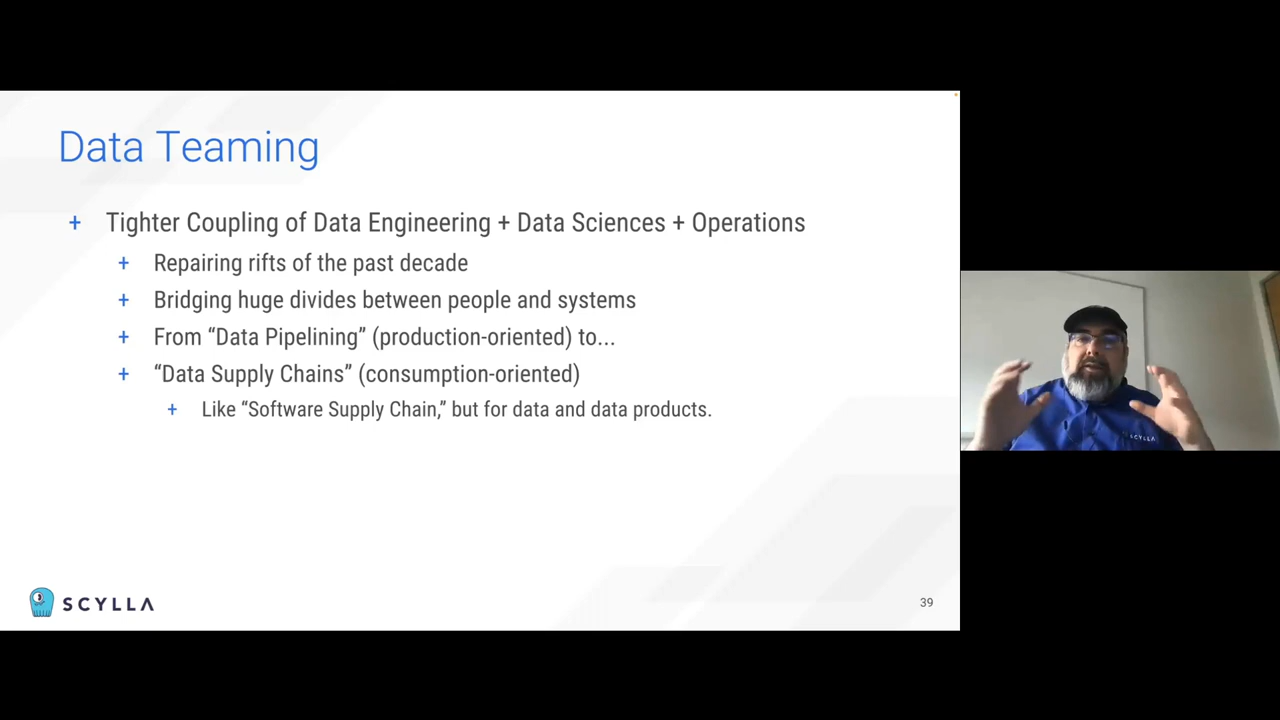 Data Teaming
+ Tighter Coupling of Data Engineering + Data Sciences + Operations
+ Repairing rifts of the past decade
+ Bridging huge divides between people and systems
+ From “Data Pipelining” (production-oriented) to...
+ “Data Supply Chains” (consumption-oriented)
+ Like “Software Supply Chain,” but for data and data products.
SCYLLA
39
SCYLLA